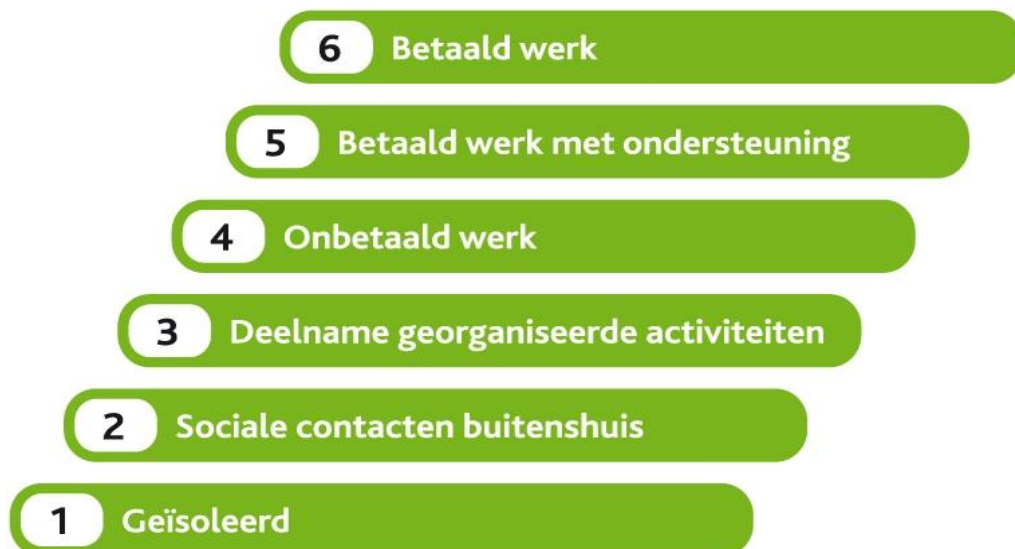 6 Betaald werk
5 Betaald werk met ondersteuning
4 Onbetaald werk
3 Deelname georganiseerde activiteiten
2 Sociale contacten buitenshuis
1 Geïsoleerd